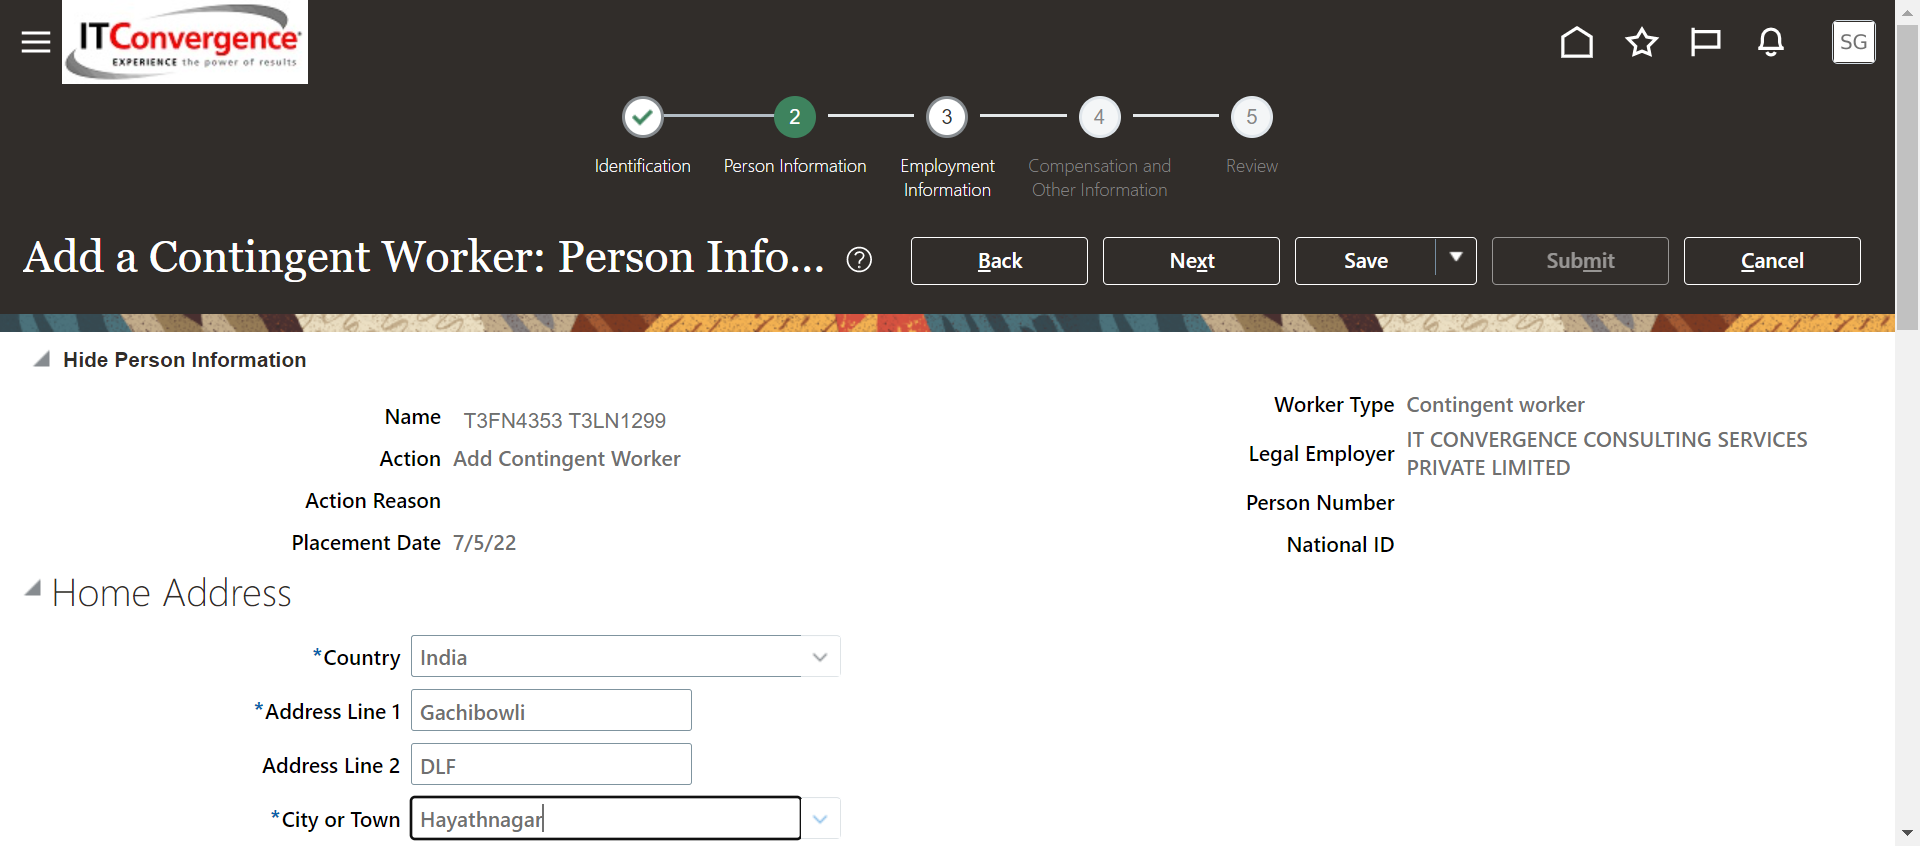 ITConvergence
EXPERIENCE the power of results
SG
2
3
4
5
Identification
Person Information
Employment
Information
Compensation and
Other Information
Review
Add a Contingent Worker: Person Info...
?
Back
Next
Save
Submit
Cancel
Hide Person Information
Name T3FN4353 T3LN1299
Action Add Contingent Worker
Action Reason
Placement Date 7/5/22
Worker Type Contingent worker
Legal Employer IT CONVERGENCE CONSULTING SERVICES
PRIVATE LIMITED
Person Number
National ID
Home Address
*Country India
*Address Line 1 Gachibowli
Address Line 2 DLF
*City or Town Hayathnagar